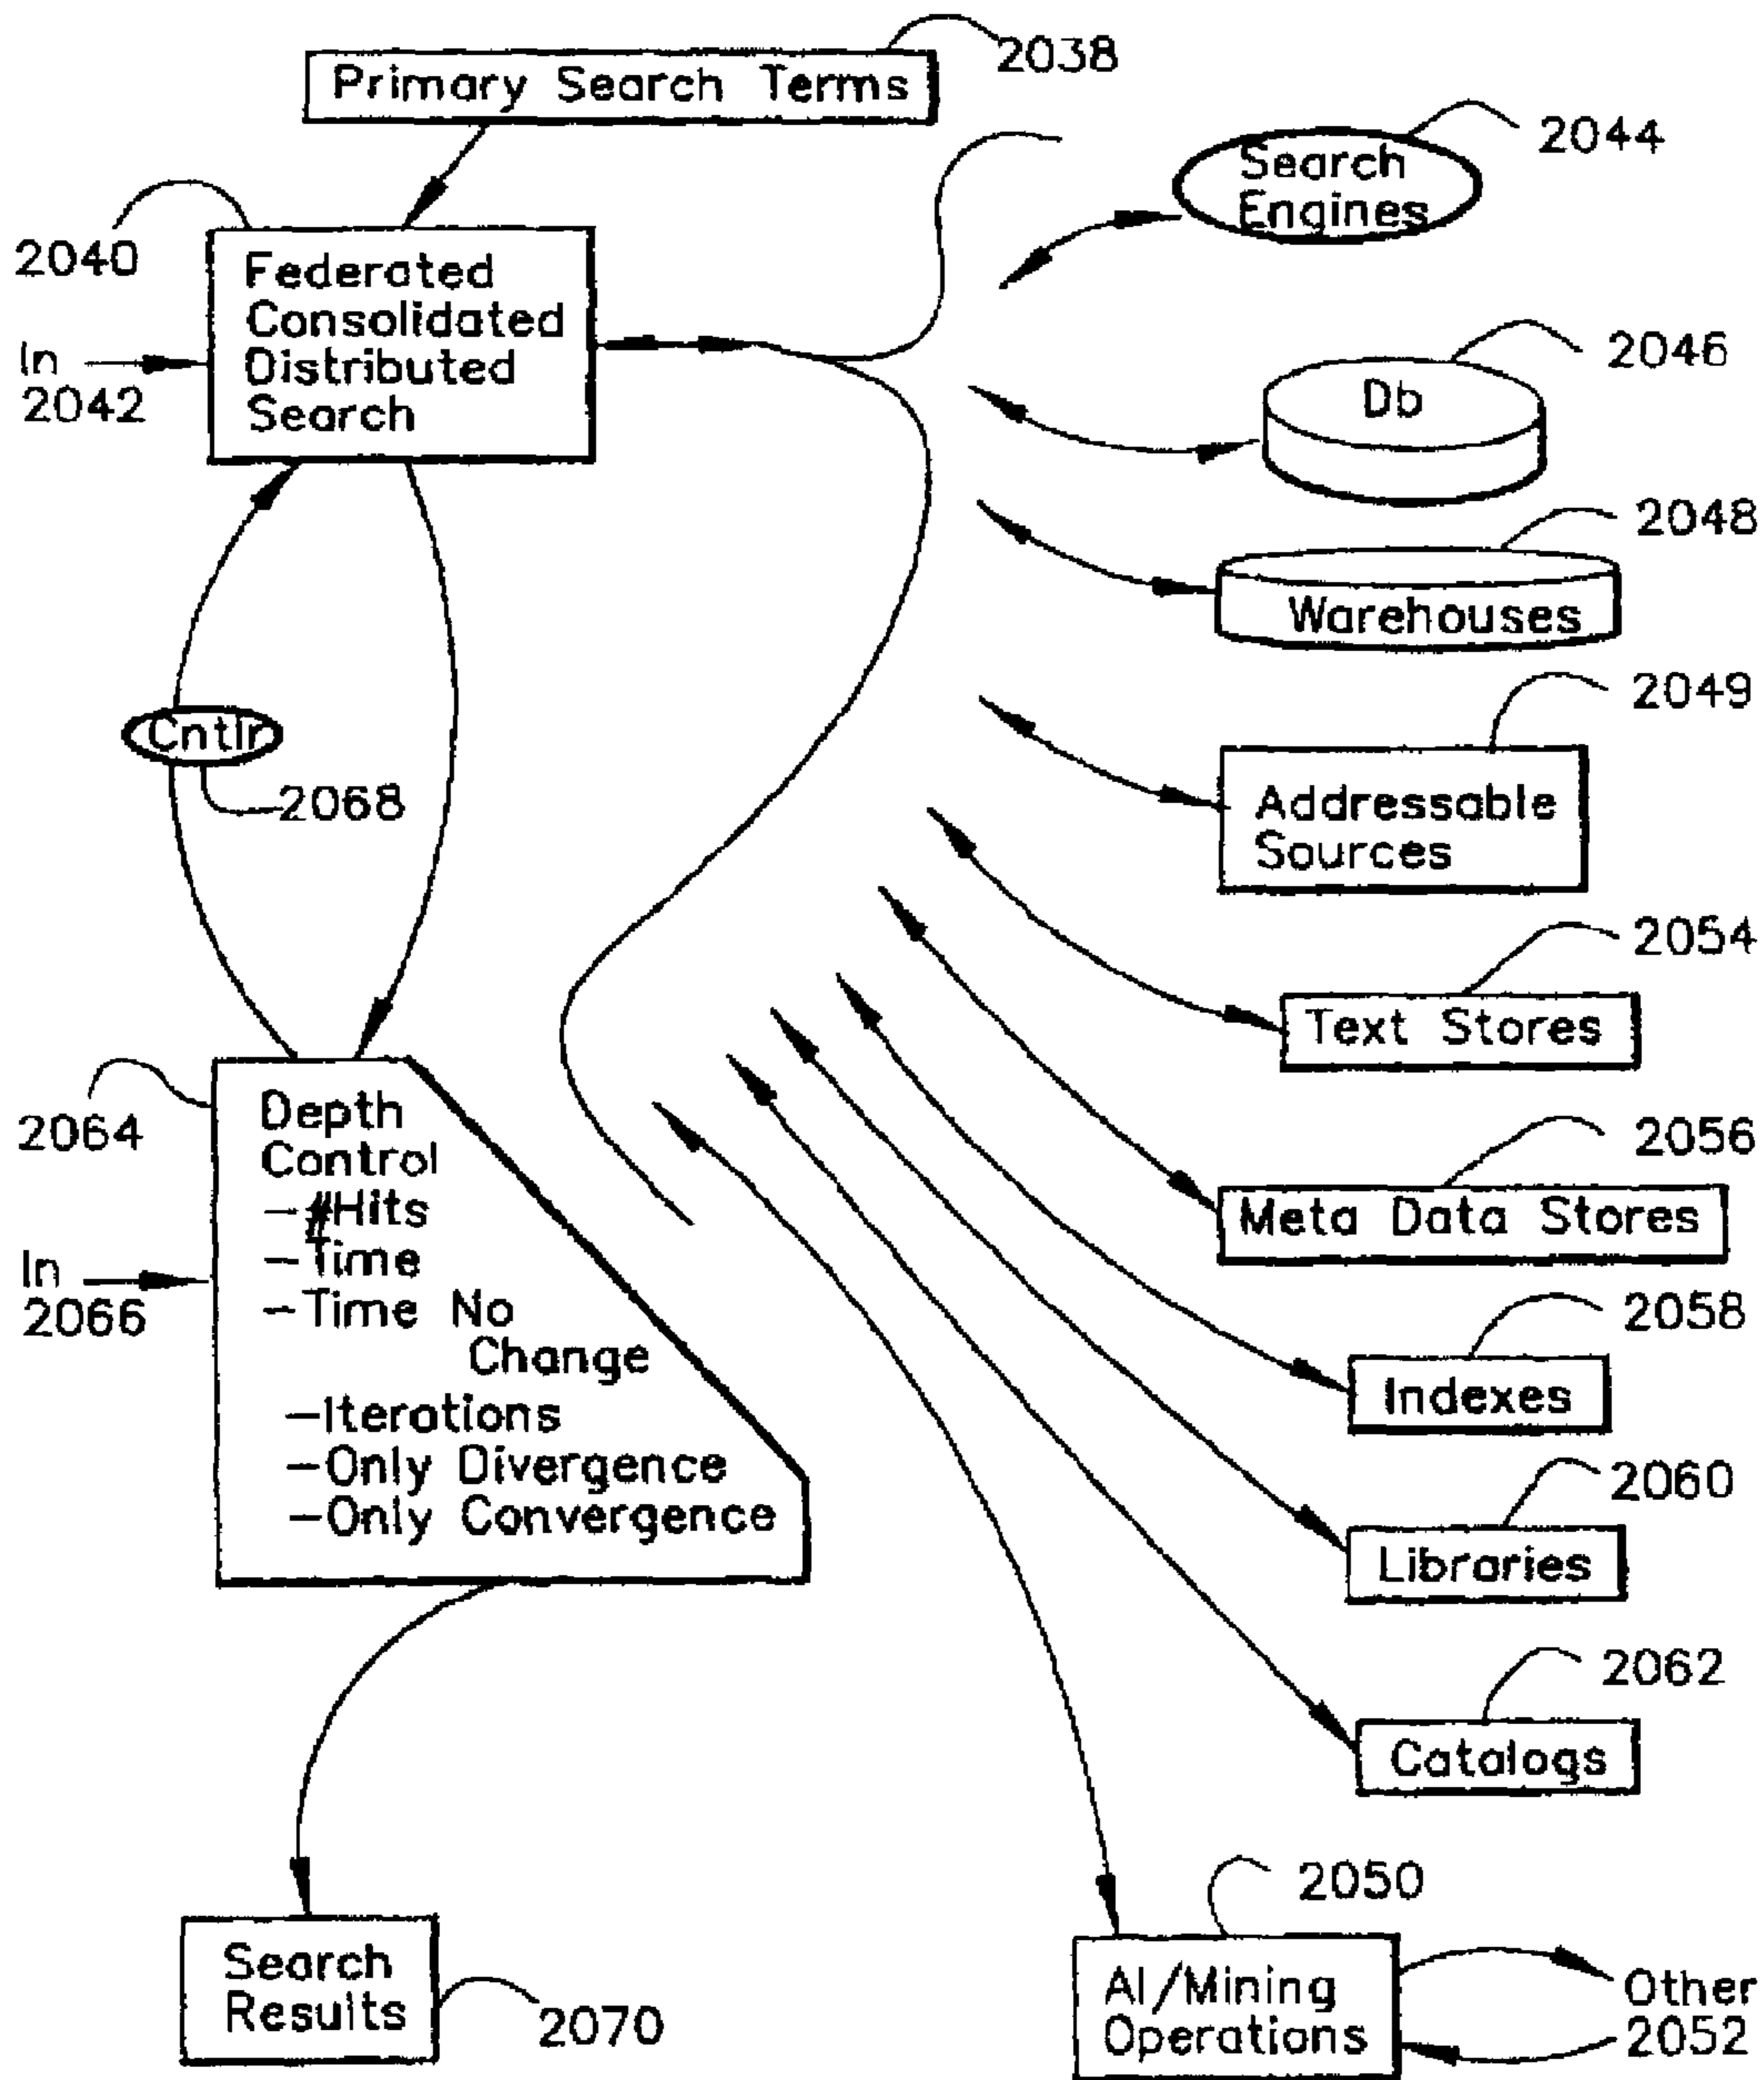 Primary Search Terms
2038
2044
Search
Engines
2040
Federated
Consolidated
Distributed
Search
In
2042
2046
Db
2048
Warehouses
2049
Addressable
Sources
Cntlr
2068
2054
Text Stores
2064
Depth
Control
-#Hits
-Time
-Time No
Change
-Iterations
-Only Divergence
-Only Convergence
In
2066
2056
Meta Data Stores
2058
Indexes
2060
Libraries
2062
Catalogs
2050
AI/Mining
Operations
Other
2052
Search
Results
2070